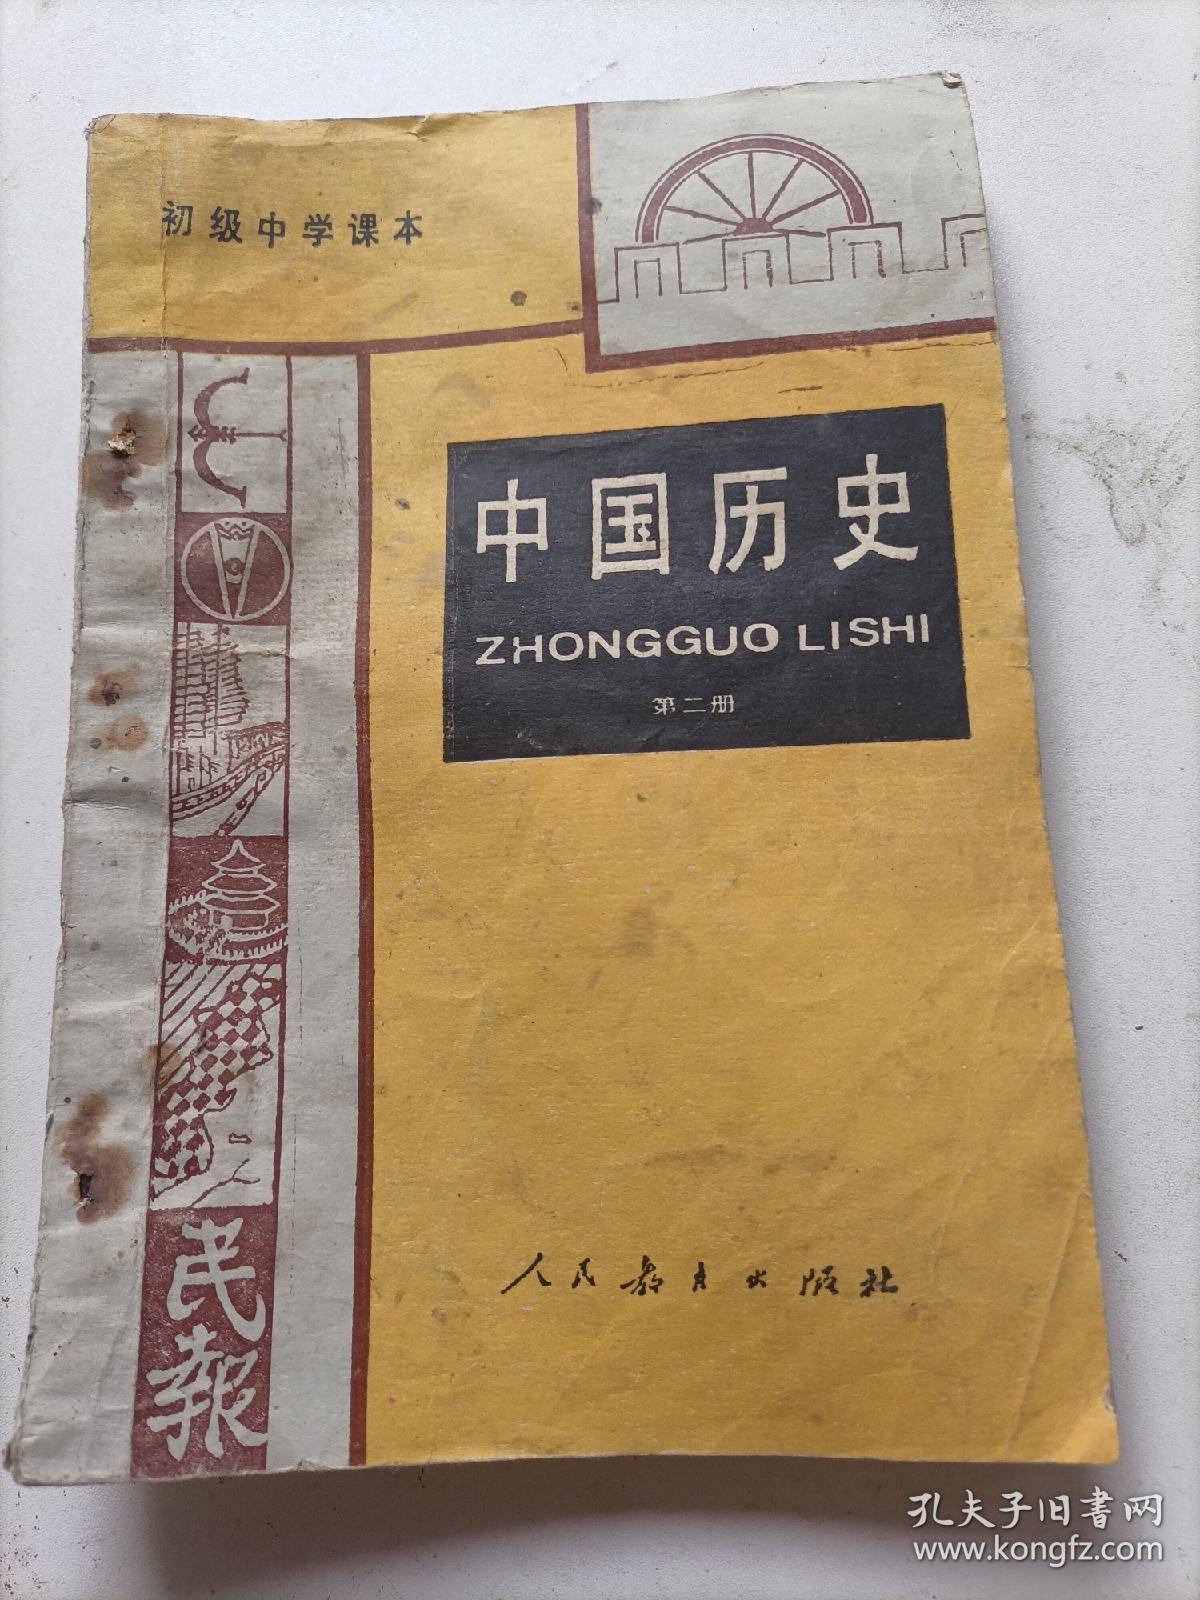 初级中学课本
中国历史
ZHONGGUO LISHI
第二册
民报
人民教育出版社
孔夫子旧书网
www.kongfz.com